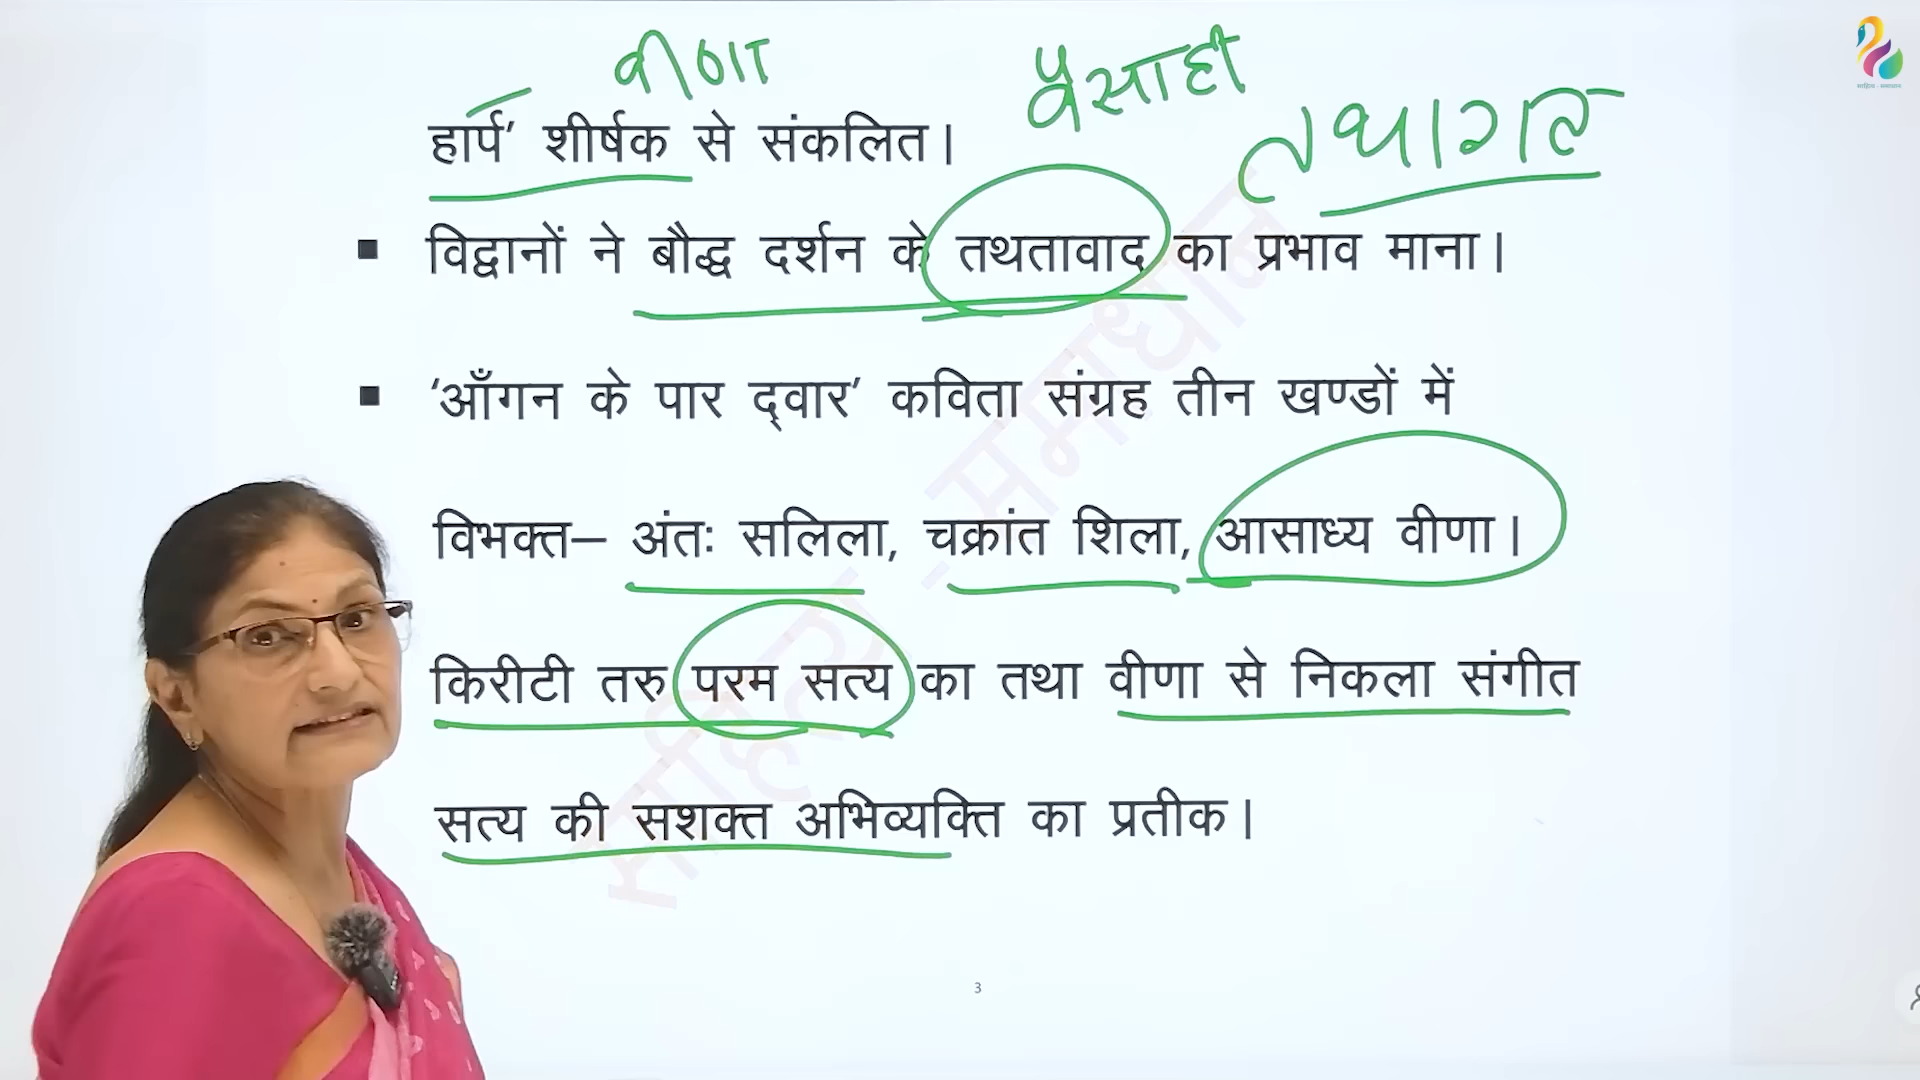 वीणा
वैसा ही
तथागत
हार्प’ शीर्षक से संकलित।
▪ विद्वानों ने बौद्ध दर्शन के तथतावाद का प्रभाव माना।
▪ ‘आँगन के पार द्वार’ कविता संग्रह तीन खण्डों में
विभक्त– अंतः सलिला, चक्रांत शिला, आसाध्य वीणा।
किरीटी तरु परम सत्य का तथा वीणा से निकला संगीत
सत्य की सशक्त अभिव्यक्ति का प्रतीक।
साहित्य - समाधान
3